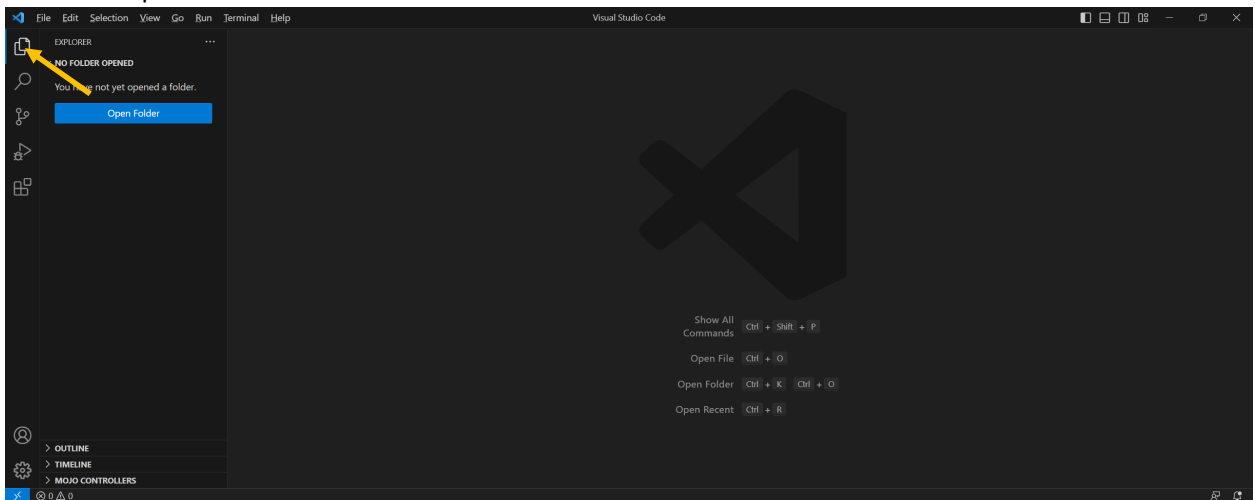 File Edit Selection View Go Run Terminal Help Visual Studio Code
EXPLORER ...
NO FOLDER OPENED
You have not yet opened a folder.
Open Folder
Show All Commands Ctrl + Shift + P
Open File Ctrl + O
Open Folder Ctrl + K Ctrl + O
Open Recent Ctrl + R
OUTLINE
TIMELINE
MOJO CONTROLLERS
0 0